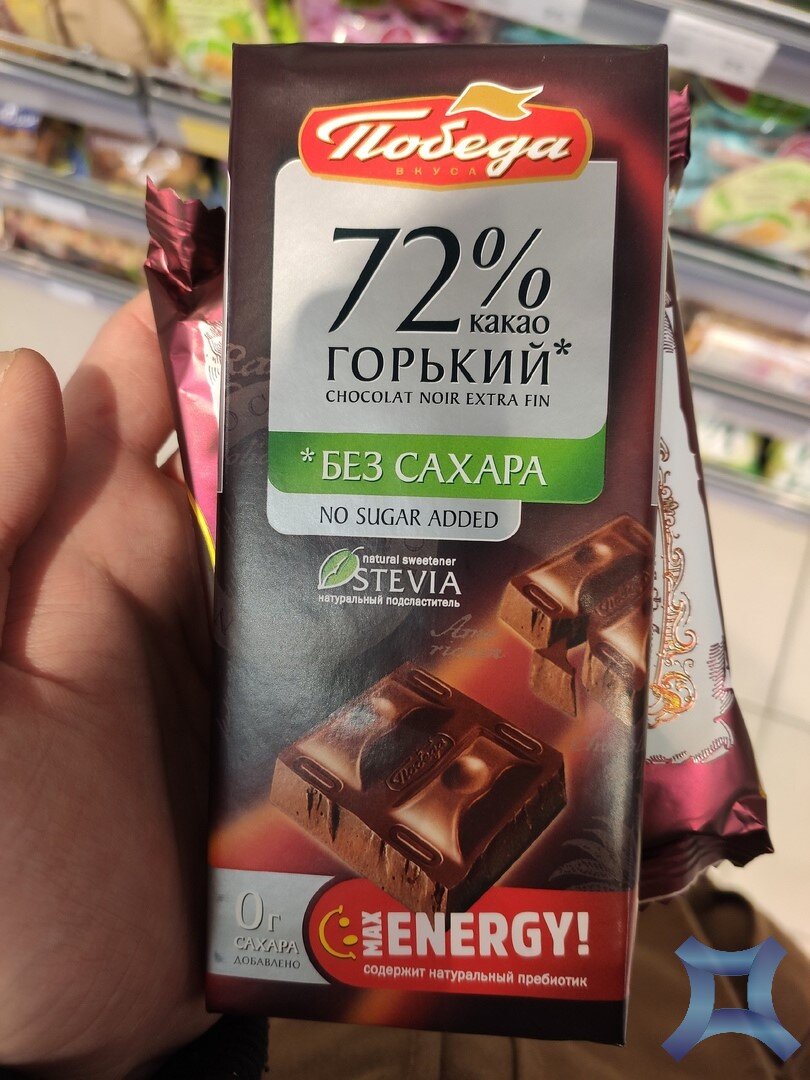 Победа
ВКУСА
72%
какао
ГОРЬКИЙ*
CHOCOLAT NOIR EXTRA FIN
*БЕЗ САХАРА
NO SUGAR ADDED
natural sweetener
STEVIA
натуральный подсластитель
Победа
0г
САХАРА
ДОБАВЛЕНО
MAX
ENERGY!
содержит натуральный пребиотик